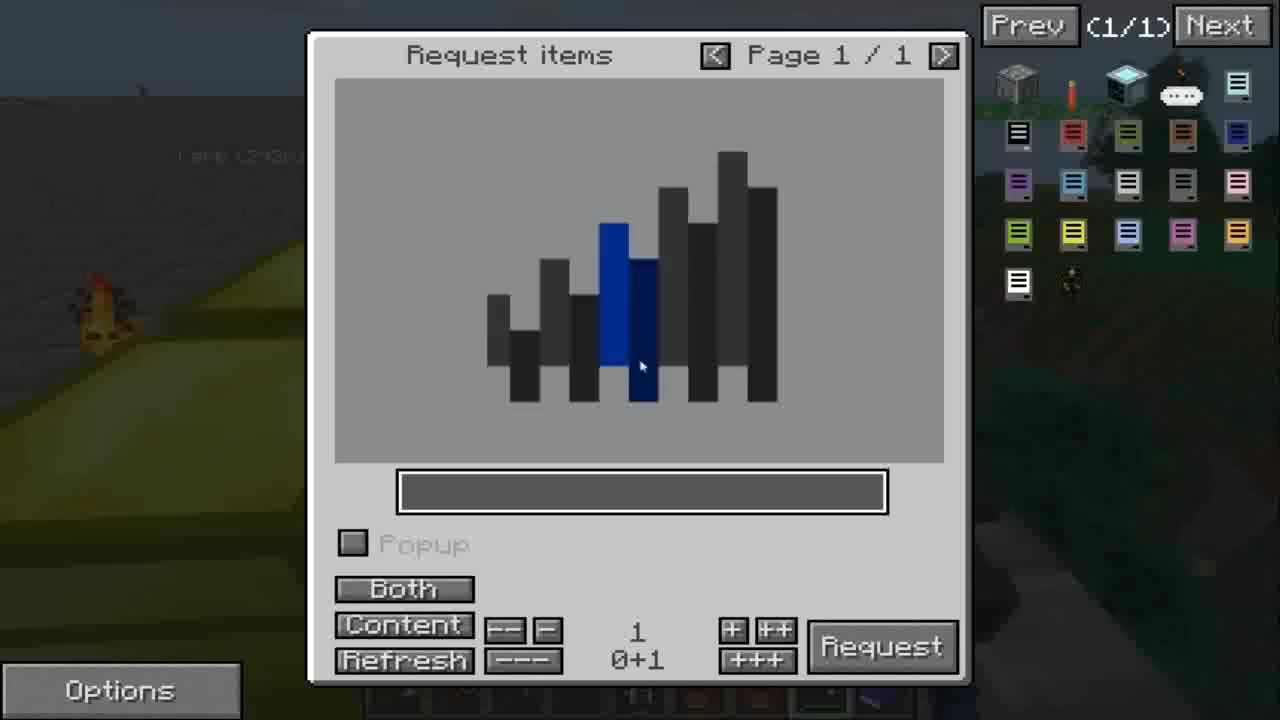 Request items < Page 1 / 1 >
Prev (1/1) Next
Popup
Both
Content
Refresh
-- - 1 + ++
--- 0+1 +++
Request
Options